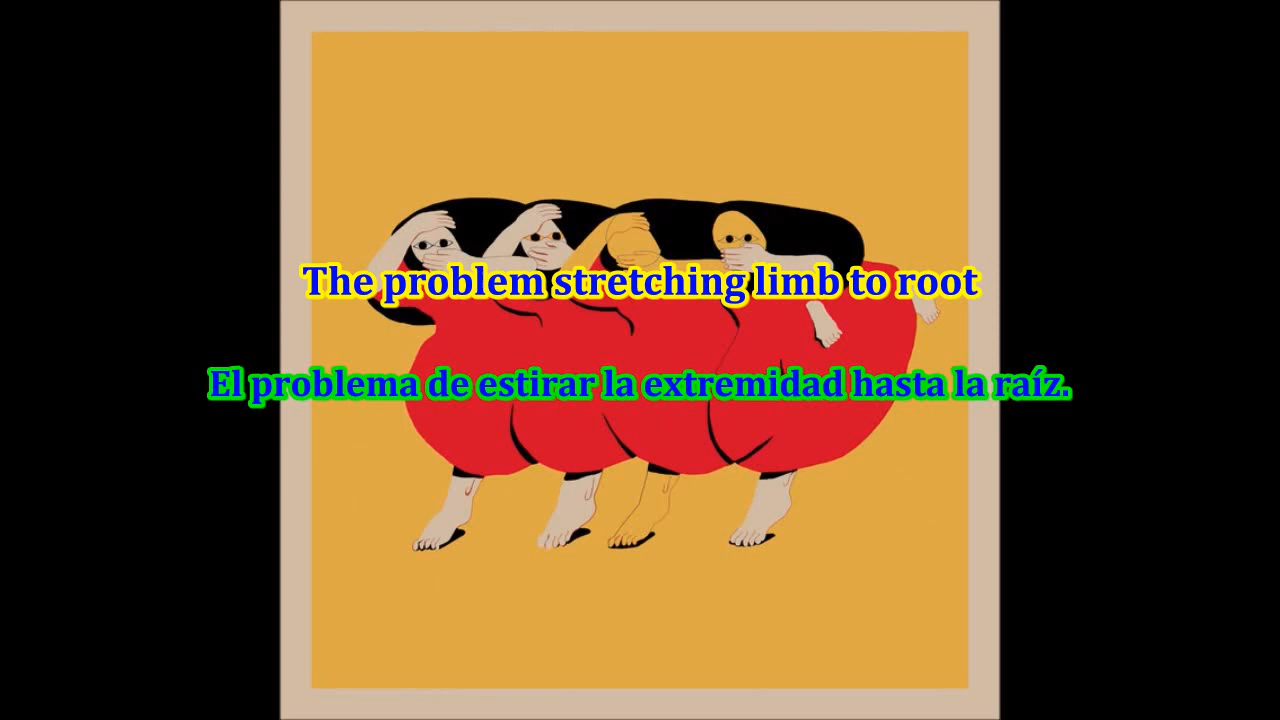 The problem stretching limb to root
El problema de estirar la extremidad hasta la raíz.